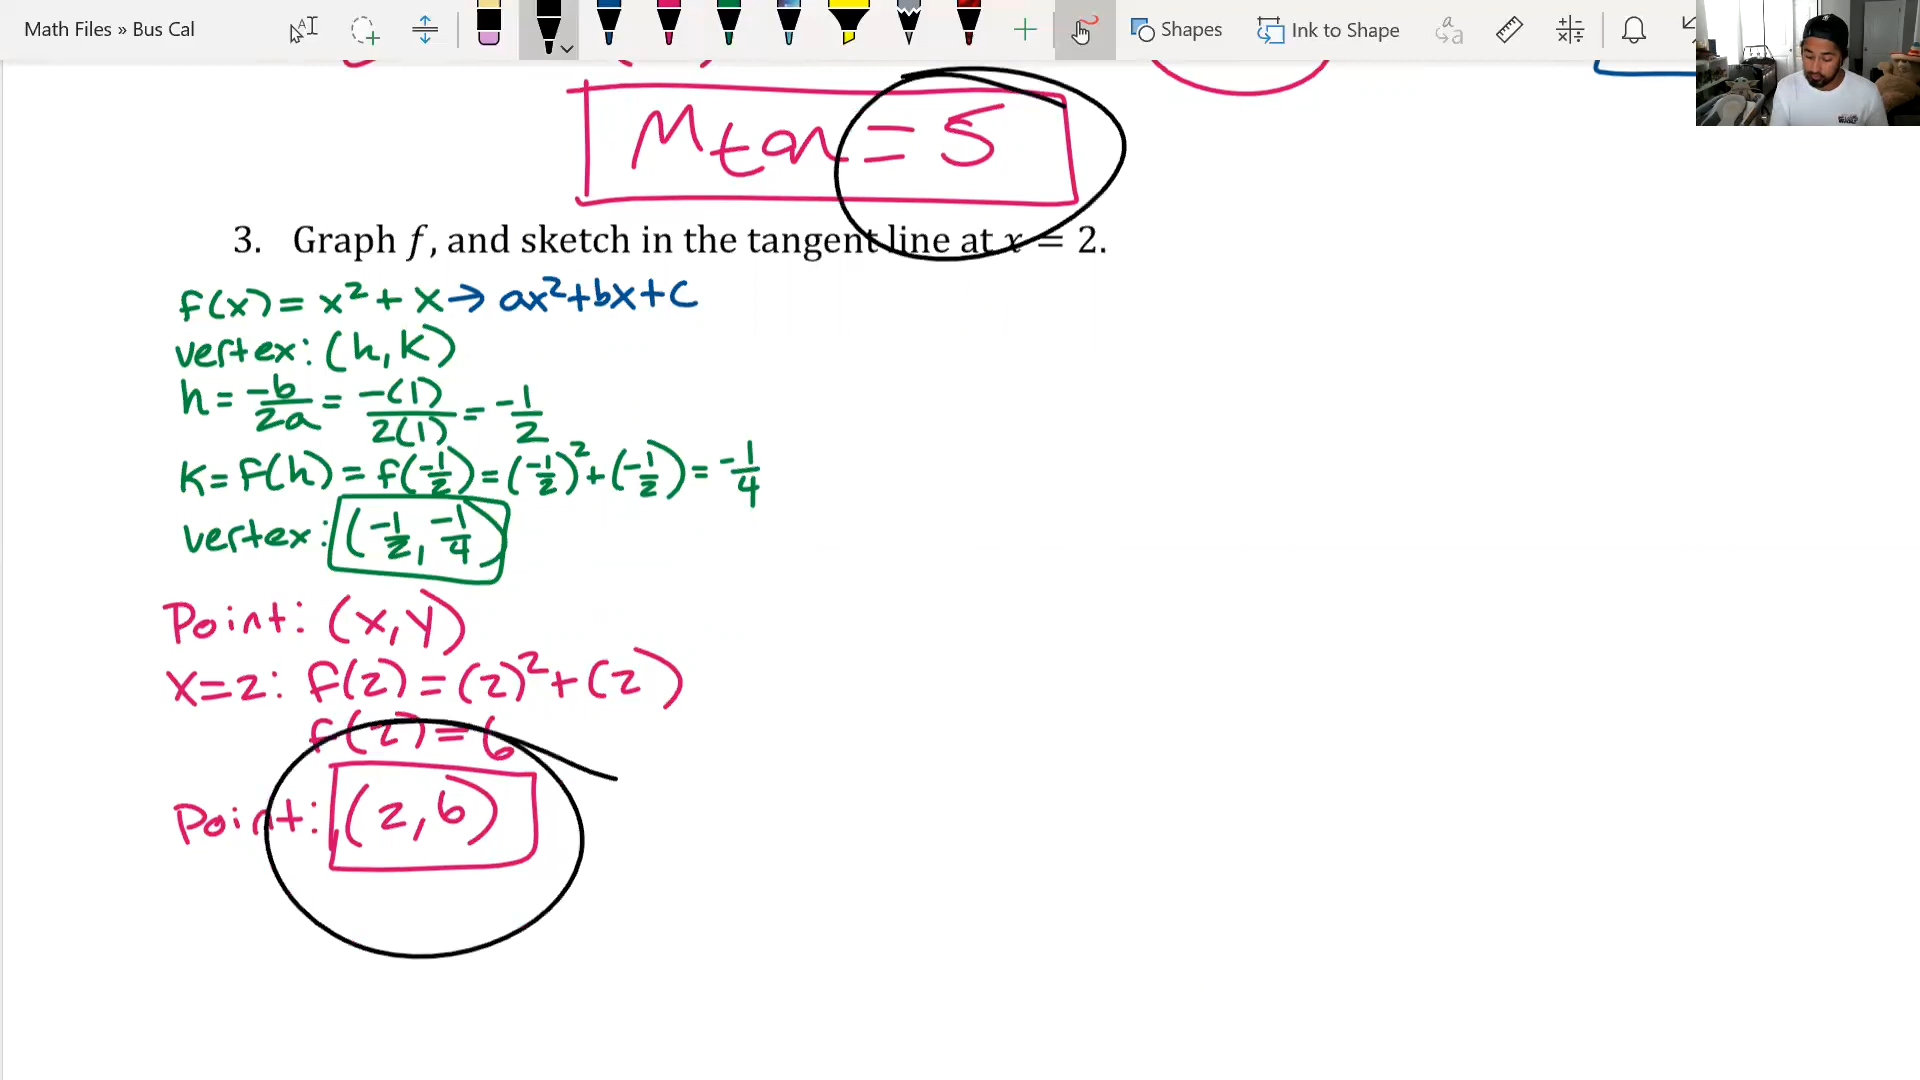 Math Files » Bus Cal
Shapes
Ink to Shape
Mtan = 5
3. Graph f, and sketch in the tangent line at x = 2.
f(x) = x² + x → ax²+bx+c
vertex: (h, k)
h = -b/2a = -(1)/2(1) = -1/2
k = f(h) = f(-1/2) = (-1/2)² + (-1/2) = -1/4
vertex: (-1/2, -1/4)
Point: (x, y)
x=2: f(2) = (2)² + (2)
f(2) = 6
Point: (2, 6)